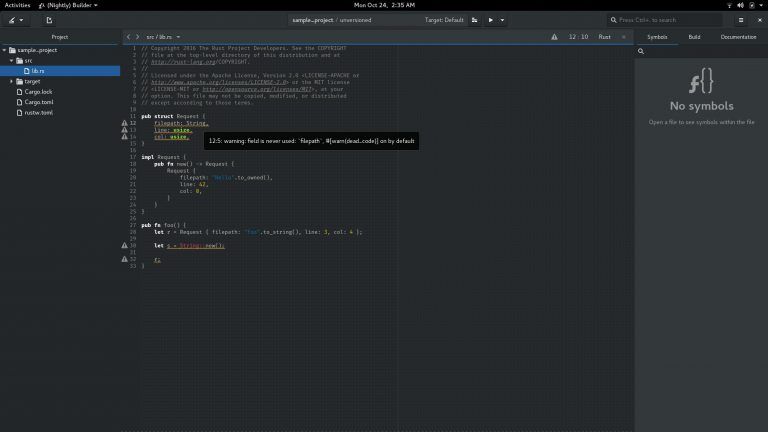 Activities (Nightly) Builder Mon Oct 24, 2:35 AM
sample_project / unversioned Target: Default Press Ctrl+. to search
Project src / lib.rs 12 : 10 Rust Symbols Build Documentation
sample_project
src
lib.rs
target
Cargo.lock
Cargo.toml
rustw.toml
1 // Copyright 2016 The Rust Project Developers. See the COPYRIGHT
2 // file at the top-level directory of this distribution and at
3 // http://rust-lang.org/COPYRIGHT.
4 //
5 // Licensed under the Apache License, Version 2.0 <LICENSE-APACHE or
6 // http://www.apache.org/licenses/LICENSE-2.0> or the MIT license
7 // <LICENSE-MIT or http://opensource.org/licenses/MIT>, at your
8 // option. This file may not be copied, modified, or distributed
9 // except according to those terms.
10
11 pub struct Request {
12 filepath: String,
13 line: usize,
14 col: usize,
15 }
16
17 impl Request {
18 pub fn new() -> Request {
19 Request {
20 filepath: "Hello".to_owned(),
21 line: 42,
22 col: 0,
23 }
24 }
25 }
26
27 pub fn foo() {
28 let r = Request { filepath: "foo".to_string(), line: 3, col: 4 };
29
30 let s = String::new();
31
32 r;
33 }
12:5: warning: field is never used: `filepath`, #[warn(dead_code)] on by default
f{}
No symbols
Open a file to see symbols within the file